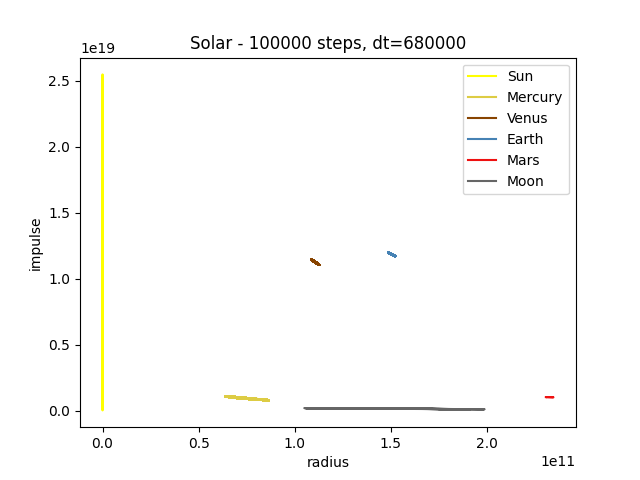 Solar - 100000 steps, dt=680000
1e19
2.5
2.0
1.5
1.0
0.5
0.0
impulse
Sun
Mercury
Venus
Earth
Mars
Moon
0.0 0.5 1.0 1.5 2.0
radius
1e11